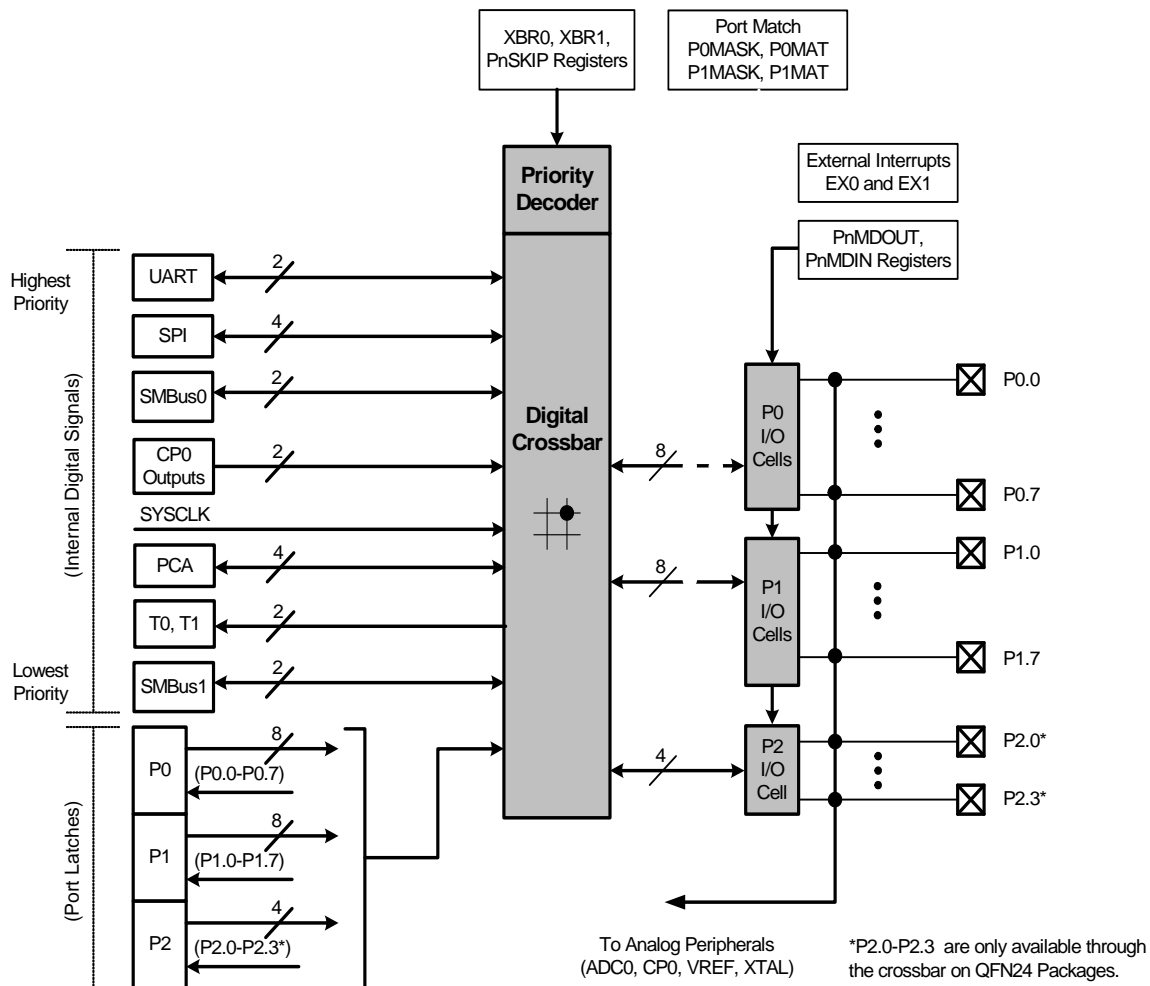 XBR0, XBR1,
PnSKIP Registers
Port Match
P0MASK, P0MAT
P1MASK, P1MAT
External Interrupts
EX0 and EX1
Priority
Decoder
PnMDOUT,
PnMDIN Registers
Highest
Priority
(Internal Digital Signals)
UART
2
SPI
4
SMBus0
2
CP0
Outputs
2
SYSCLK
PCA
4
T0, T1
2
Lowest
Priority
SMBus1
2
Digital
Crossbar
8
P0
I/O
Cells
P0.0
P0.7
8
P1
I/O
Cells
P1.0
P1.7
4
P2
I/O
Cell
P2.0*
P2.3*
(Port Latches)
P0
8
(P0.0-P0.7)
P1
8
(P1.0-P1.7)
P2
4
(P2.0-P2.3*)
To Analog Peripherals
(ADC0, CP0, VREF, XTAL)
*P2.0-P2.3 are only available through
the crossbar on QFN24 Packages.